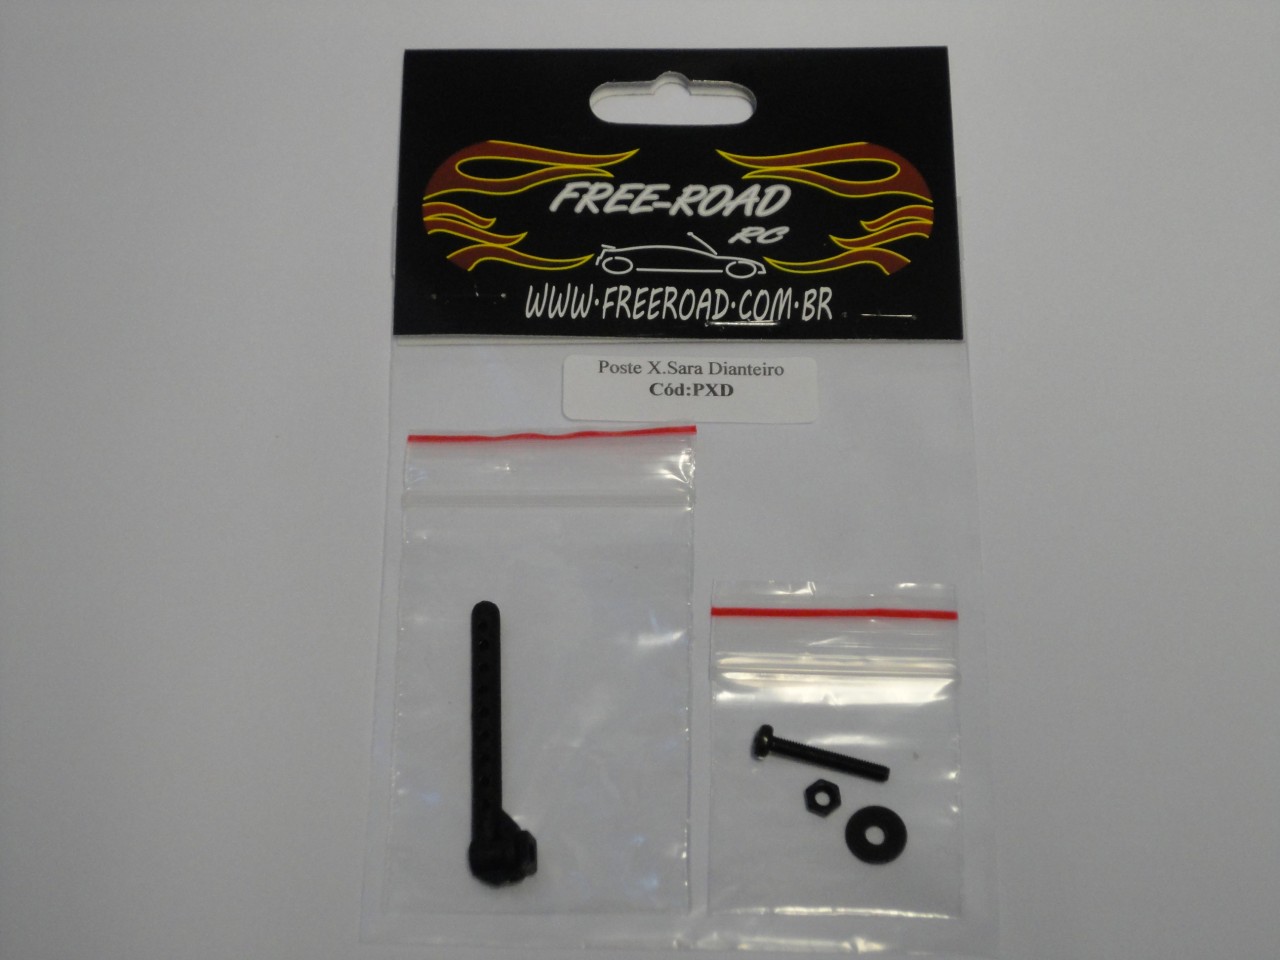 FREE-ROAD
RC
WWW.FREEROAD.COM.BR
Poste X.Sara Dianteiro
Cód:PXD